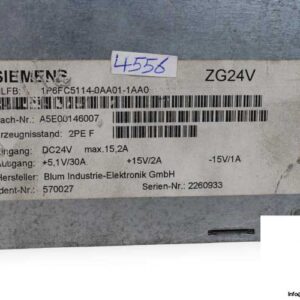 4556
SIEMENS ZG24V
LFB: 1P6FC5114-0AA01-1AA0
ach-Nr.: A5E00146007
rzeugnisstand: 2PE F
ingang: DC24V max.15,2A
+5,1V/30A +15V/2A -15V/1A
Hersteller: Blum Industrie-Elektronik GmbH
dent-Nr.: 570027 Serien-Nr.: 2260933